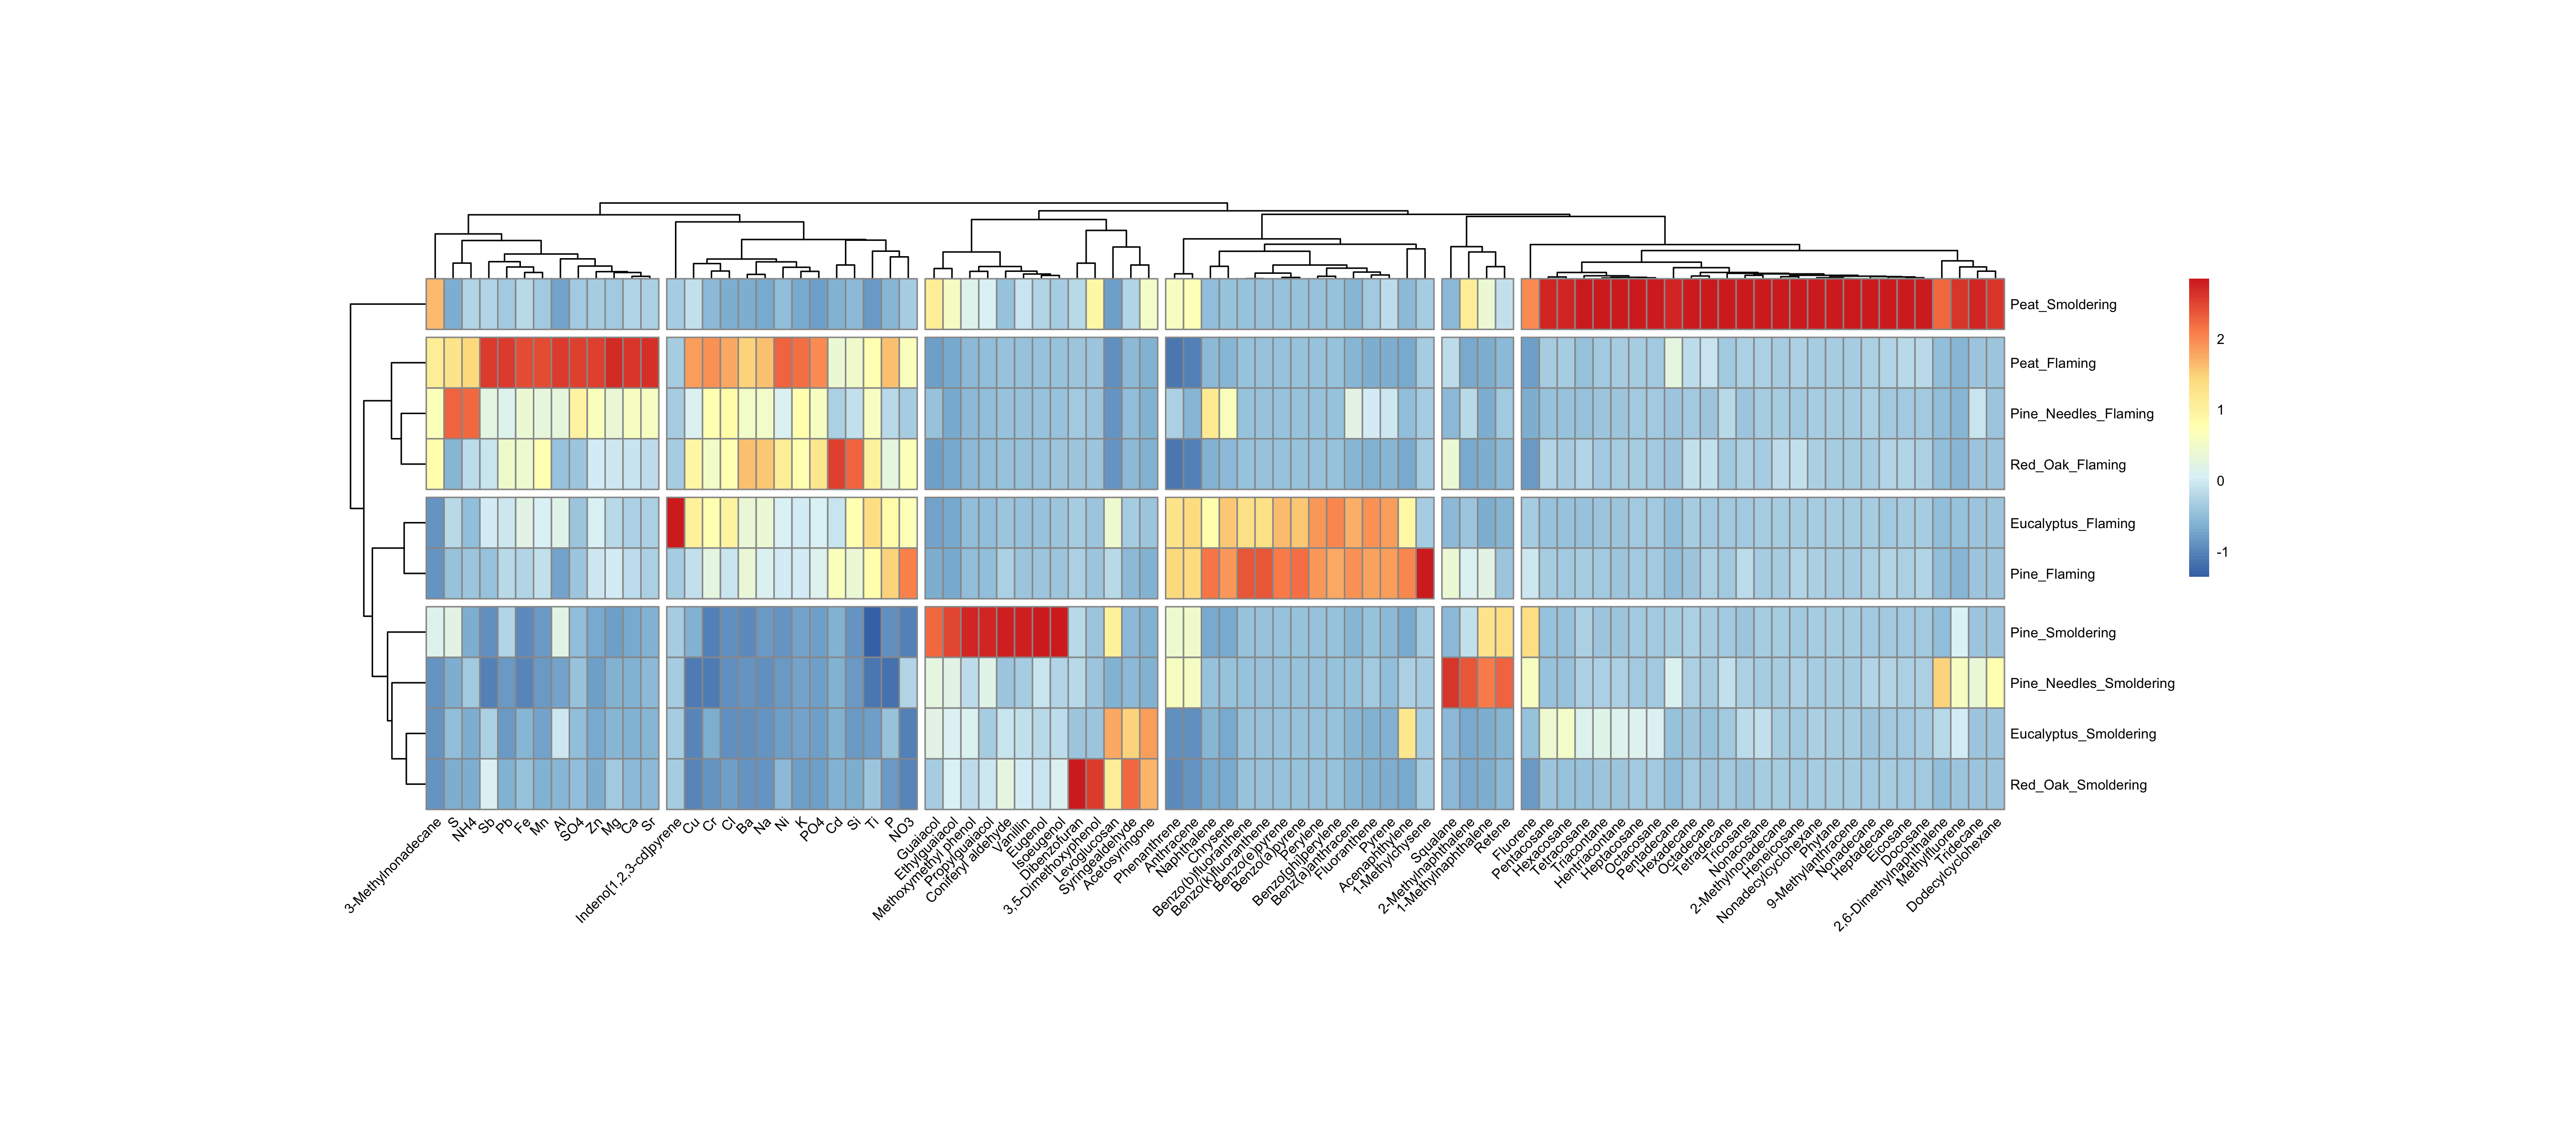 Peat_Smoldering
Peat_Flaming
Pine_Needles_Flaming
Red_Oak_Flaming
Eucalyptus_Flaming
Pine_Flaming
Pine_Smoldering
Pine_Needles_Smoldering
Eucalyptus_Smoldering
Red_Oak_Smoldering
2
1
0
-1
3-Methylnonadecane
S
NH4
Sb
Pb
Fe
Mn
Al
SO4
Zn
Mg
Ca
Sr
Indeno[1,2,3-cd]pyrene
Cu
Cr
Cl
Ba
Na
Ni
K
PO4
Cd
Si
Ti
P
NO3
Guaiacol
Ethylguaiacol
Methoxymethyl phenol
Propylguaiacol
Coniferyl aldehyde
Vanillin
Eugenol
Isoeugenol
Dibenzofuran
3,5-Dimethoxyphenol
Levoglucosan
Syringealdehyde
Acetosyringone
Phenanthrene
Anthracene
Naphthalene
Chrysene
Benzo(b)fluoranthene
Benzo(k)fluoranthene
Benzo(e)pyrene
Benzo(a)pyrene
Perylene
Benzo[ghi]perylene
Benz(a)anthracene
Fluoranthene
Pyrene
Acenaphthylene
1-Methylchrysene
Squalane
2-Methylnaphthalene
1-Methylnaphthalene
Retene
Fluorene
Pentacosane
Hexacosane
Tetracosane
Triacontane
Hentriacontane
Heptacosane
Octacosane
Pentadecane
Hexadecane
Octadecane
Tetradecane
Tricosane
Nonacosane
2-Methylnonadecane
Heneicosane
Nonadecylcyclohexane
Phytane
9-Methylanthracene
Nonadecane
Heptadecane
Eicosane
Docosane
2,6-Dimethylnaphthalene
Methylfluorene
Tridecane
Dodecylcyclohexane